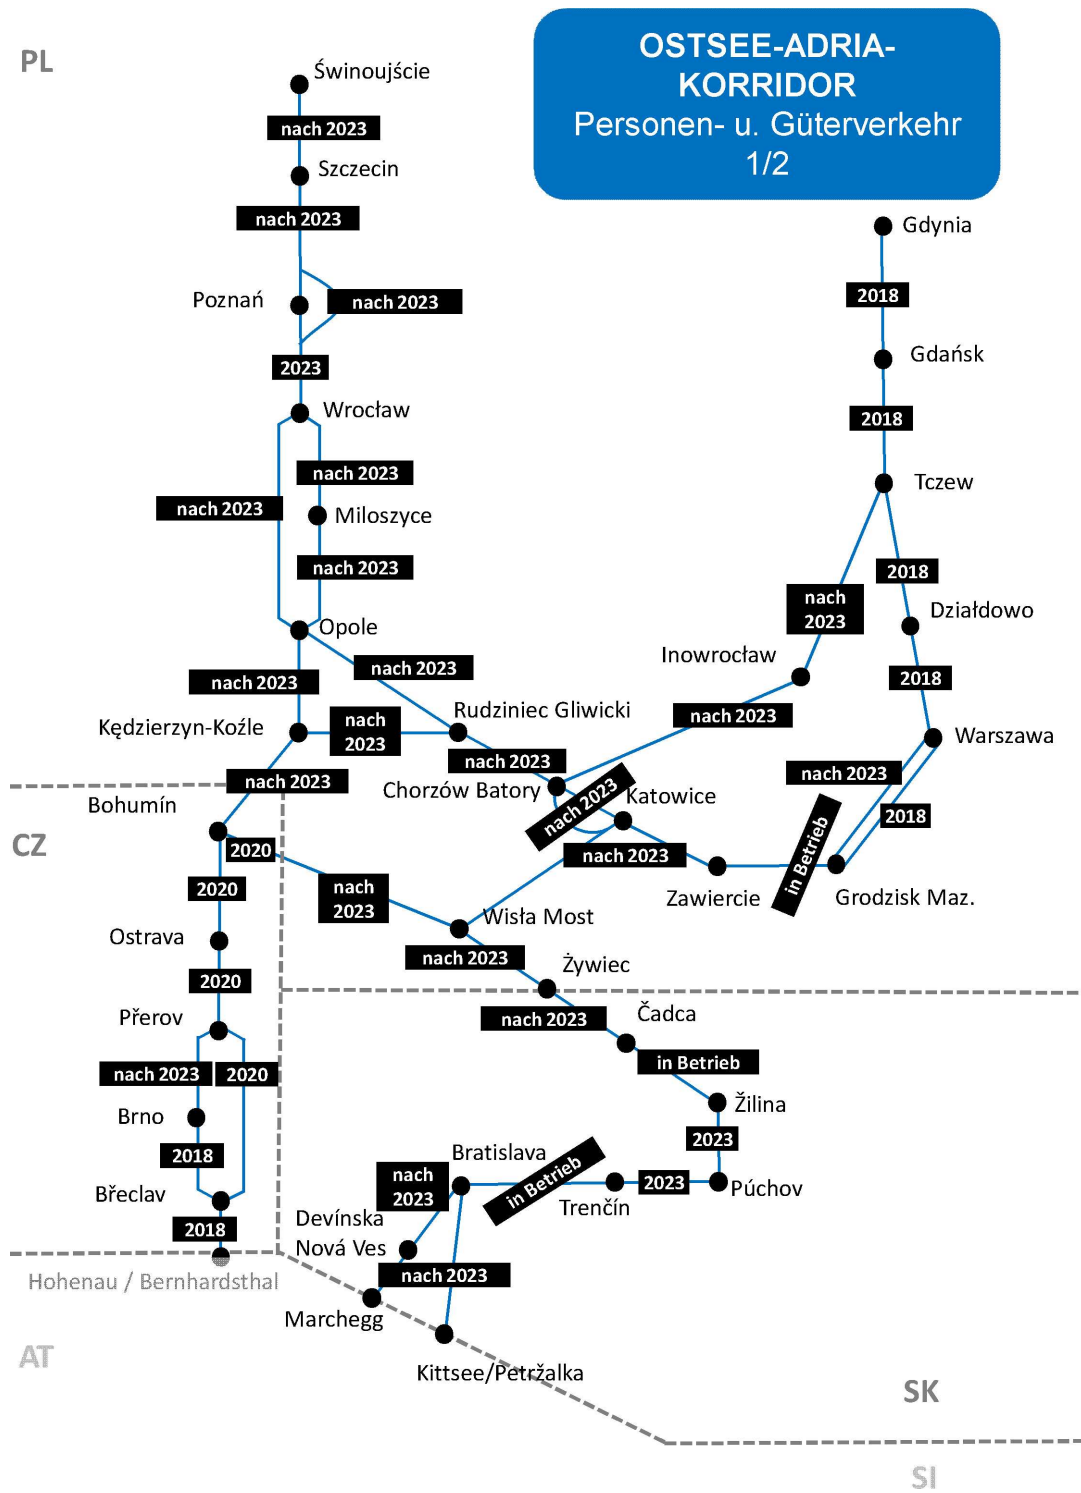 PL
OSTSEE-ADRIA-
KORRIDOR
Personen- u. Güterverkehr
1/2
Świnoujście
nach 2023
Szczecin
nach 2023
Gdynia
Poznań
nach 2023
2018
Gdańsk
2023
Wrocław
2018
nach 2023
Tczew
nach 2023
Miloszyce
nach 2023
2018
nach
2023
Działdowo
Opole
Inowrocław
nach 2023
2018
nach 2023
Rudziniec Gliwicki
nach 2023
Kędzierzyn-Koźle
nach
2023
Warszawa
nach 2023
nach 2023
nach 2023
Chorzów Batory
Katowice
nach 2023
Bohumín
2018
in Betrieb
CZ
2020
nach 2023
2020
nach
2023
Zawiercie
Grodzisk Maz.
Wisła Most
Ostrava
nach 2023
Żywiec
2020
Přerov
nach 2023
Čadca
nach 2023
2020
in Betrieb
Brno
Žilina
2018
2023
Bratislava
in Betrieb
nach
2023
Břeclav
2023
Púchov
Trenčín
2018
Devínska
Nová Ves
nach 2023
Hohenau / Bernhardsthal
Marchegg
AT
Kittsee/Petržalka
SK
SI